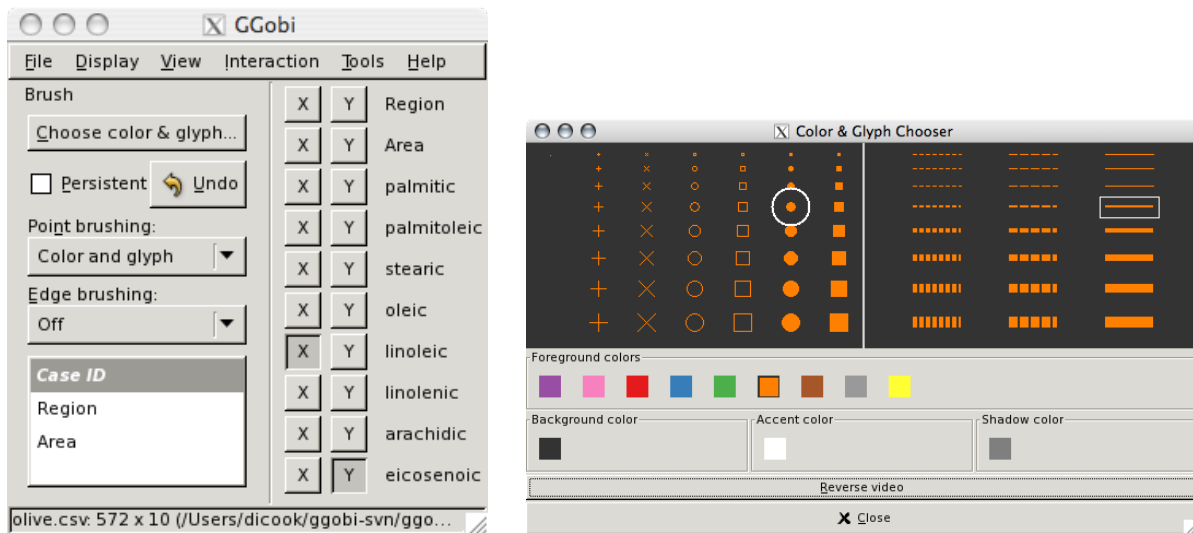 GGobi
File Display View Interaction Tools Help
Brush
Choose color & glyph...
Persistent Undo
Point brushing:
Color and glyph
Edge brushing:
Off
Case ID
Region
Area
X Y Region
X Y Area
X Y palmitic
X Y palmitoleic
X Y stearic
X Y oleic
X Y linoleic
X Y linolenic
X Y arachidic
X Y eicosenoic
olive.csv: 572 x 10 (/Users/dicook/ggobi-svn/ggo...
Color & Glyph Chooser
Foreground colors
Background color Accent color Shadow color
Reverse video
Close